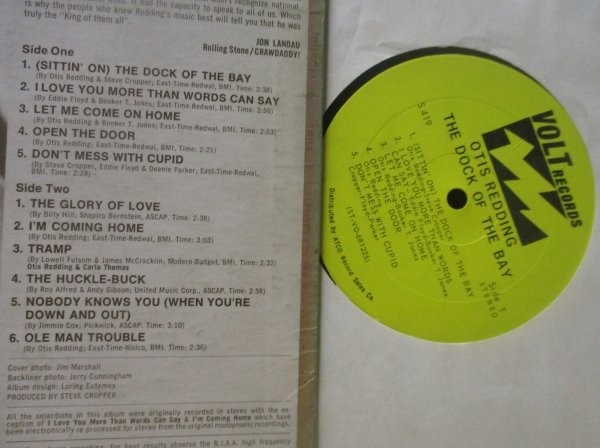 is why the people who knew Redding's music best will tell you that he was
truly the "King of them all".
JON LANDAU
Rolling Stone/CRAWDADDY!
Side One
1. (SITTIN' ON) THE DOCK OF THE BAY
(By Otis Redding & Steve Cropper; East-Time-Redwal, BMI. Time: 2:38)
2. I LOVE YOU MORE THAN WORDS CAN SAY
(By Eddie Floyd & Booker T. Jones; East-Time-Redwal, BMI. Time: 2:50)
3. LET ME COME ON HOME
(By Otis Redding & Booker T. Jones; East-Time-Redwal, BMI. Time: 2:53)
4. OPEN THE DOOR
(By Otis Redding; East-Time-Redwal, BMI. Time: 2:21)
5. DON'T MESS WITH CUPID
(By Steve Cropper, Eddie Floyd & Deanie Parker; East-Time-Redwal,
BMI. Time: 2:28)
Side Two
1. THE GLORY OF LOVE
(By Billy Hill; Shapiro Bernstein, ASCAP. Time: 2:38)
2. I'M COMING HOME
(By Otis Redding; East-Time-Redwal, BMI. Time: 3:03)
3. TRAMP
(By Lowell Fulsom & James McCracklin; Modern-Budget, BMI. Time: 2:32)
Otis Redding & Carla Thomas
4. THE HUCKLE-BUCK
(By Roy Alfred & Andy Gibson; United Music Corp., ASCAP. Time: 2:58)
5. NOBODY KNOWS YOU (WHEN YOU'RE
DOWN AND OUT)
(By Jimmie Cox; Pickwick, ASCAP. Time: 3:10)
6. OLE MAN TROUBLE
(By Otis Redding; East-Time-Walco, BMI. Time: 2:36)
Cover photo: Jim Marshall
Backliner photo: Jerry Cunningham
Album design: Loring Eutemey
PRODUCED BY STEVE CROPPER
All the selections in this album were originally recorded in stereo with the ex-
ception of I Love You More Than Words Can Say & I'm Coming Home which have
been electronically re-processed for stereo from the original monophonic recordings.
For best results observe the R.I.A.A. high frequency
VOLT RECORDS
OTIS REDDING
THE DOCK OF THE BAY
S 419
Side 1
STEREO
1. (SITTIN' ON) THE DOCK OF THE BAY
2. I LOVE YOU MORE THAN WORDS
CAN SAY
3. LET ME COME ON HOME
4. OPEN THE DOOR
5. DON'T MESS WITH CUPID
(ST-VO-681225)
Distributed by ATCO Record Sales Co.